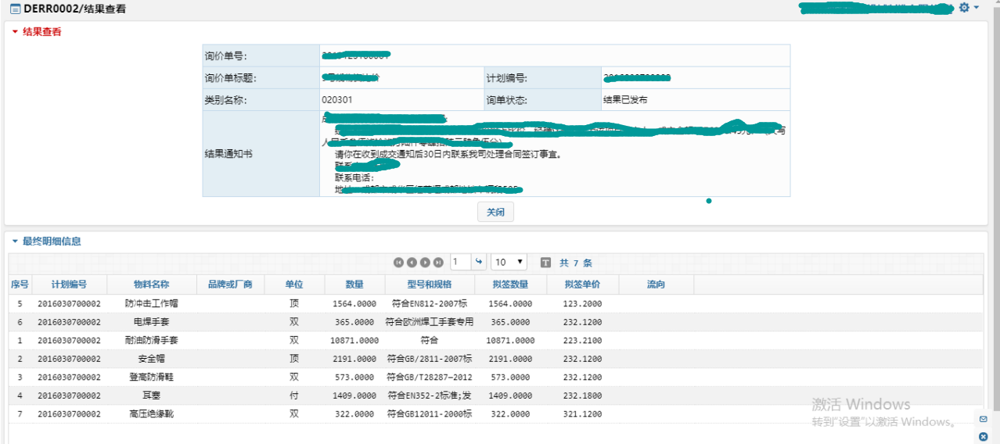 DERR0002/结果查看
结果查看
询价单号:
询价单标题:
计划编号:
类别名称: 020301 询单状态: 结果已发布
结果通知书
请你在收到成交通知后30日内联系我司处理合同签订事宜。
联系电话:
关闭
最终明细信息
1 10 T 共 7 条
序号 计划编号 物料名称 品牌或厂商 单位 数量 型号和规格 拟签数量 拟签单价 流向
5 2016030700002 防冲击工作帽 顶 1564.0000 符合EN812-2007标 1564.0000 123.2000
6 2016030700002 电焊手套 双 365.0000 符合欧洲焊工手套专用 365.0000 232.1200
1 2016030700002 耐油防滑手套 双 10871.0000 符合 10871.0000 223.2100
2 2016030700002 安全帽 顶 2191.0000 符合GB/2811-2007标 2191.0000 232.1200
3 2016030700002 登高防滑鞋 双 573.0000 符合GB/T28287-2012 573.0000 232.1200
4 2016030700002 耳塞 付 1409.0000 符合EN352-2标准;发 1409.0000 232.1800
7 2016030700002 高压绝缘靴 双 322.0000 符合GB12011-2000标 322.0000 321.1200
激活 Windows
转到"设置"以激活 Windows。